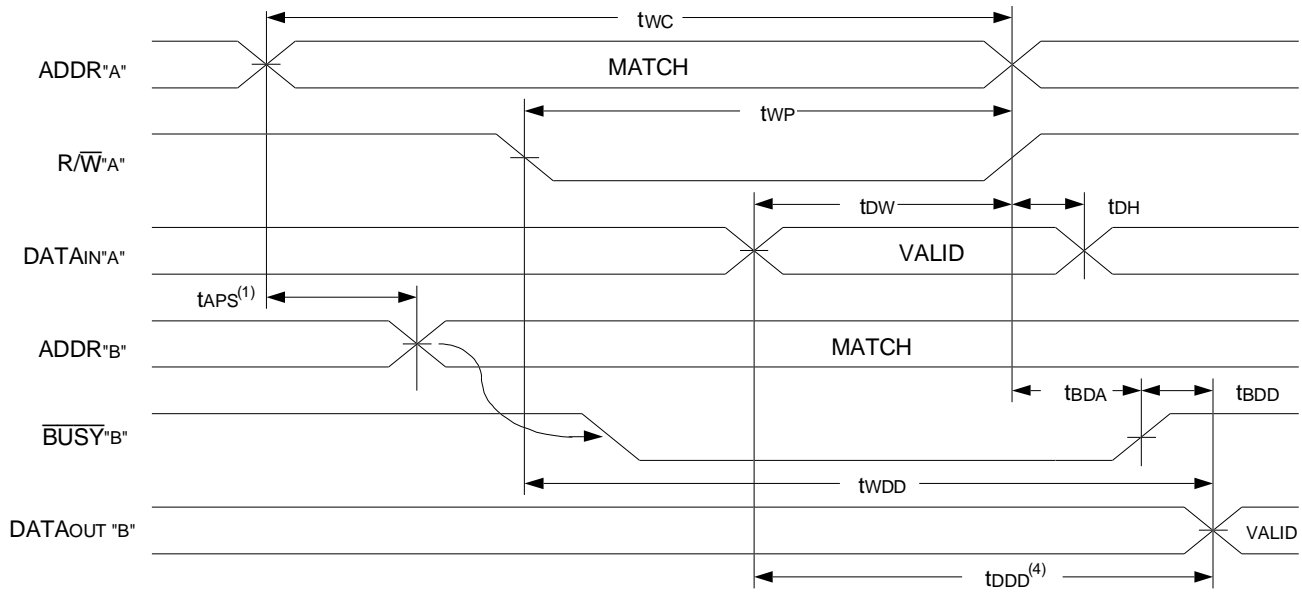 tWC
ADDR"A" MATCH
tWP
R/W̅"A"
tDW tDH
DATAIN"A" VALID
tAPS(1)
ADDR"B" MATCH
tBDA tBDD
B̅U̅S̅Y̅"B"
tWDD
DATAOUT "B" VALID
tDDD(4)